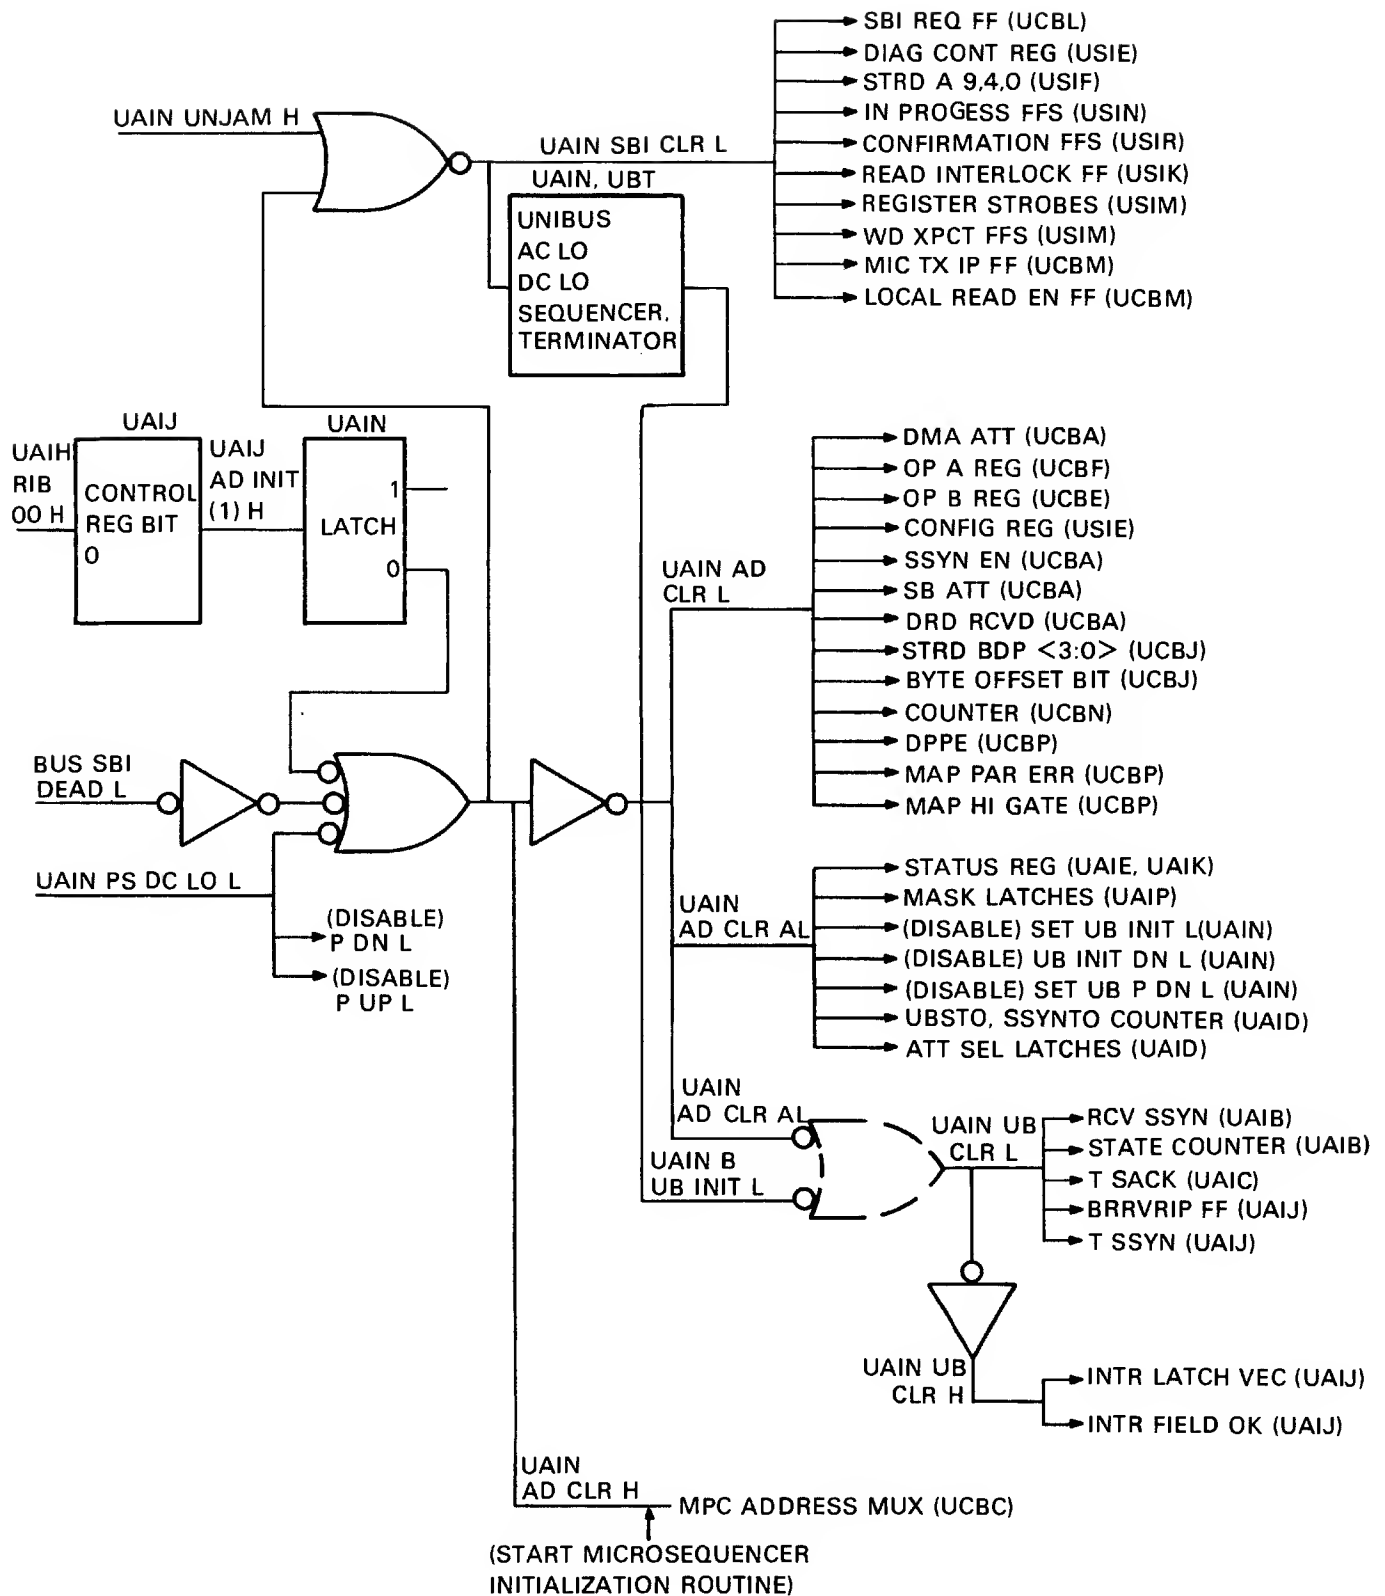 SBI REQ FF (UCBL)
DIAG CONT REG (USIE)
STRD A 9,4,0 (USIF)
IN PROGESS FFS (USIN)
CONFIRMATION FFS (USIR)
READ INTERLOCK FF (USIK)
REGISTER STROBES (USIM)
WD XPCT FFS (USIM)
MIC TX IP FF (UCBM)
LOCAL READ EN FF (UCBM)
UAIN UNJAM H
UAIN SBI CLR L
UAIN, UBT
UNIBUS
AC LO
DC LO
SEQUENCER,
TERMINATOR
UAIH
RIB
00 H
UAIJ
CONTROL
REG BIT
0
UAIJ
AD INIT
(1) H
UAIN
1
LATCH
0
BUS SBI
DEAD L
UAIN PS DC LO L
(DISABLE)
P DN L
(DISABLE)
P UP L
UAIN AD
CLR L
DMA ATT (UCBA)
OP A REG (UCBF)
OP B REG (UCBE)
CONFIG REG (USIE)
SSYN EN (UCBA)
SB ATT (UCBA)
DRD RCVD (UCBA)
STRD BDP <3:0> (UCBJ)
BYTE OFFSET BIT (UCBJ)
COUNTER (UCBN)
DPPE (UCBP)
MAP PAR ERR (UCBP)
MAP HI GATE (UCBP)
UAIN
AD CLR AL
STATUS REG (UAIE, UAIK)
MASK LATCHES (UAIP)
(DISABLE) SET UB INIT L(UAIN)
(DISABLE) UB INIT DN L (UAIN)
(DISABLE) SET UB P DN L (UAIN)
UBSTO, SSYNTO COUNTER (UAID)
ATT SEL LATCHES (UAID)
UAIN
AD CLR AL
UAIN B
UB INIT L
UAIN UB
CLR L
RCV SSYN (UAIB)
STATE COUNTER (UAIB)
T SACK (UAIC)
BRRVRIP FF (UAIJ)
T SSYN (UAIJ)
UAIN UB
CLR H
INTR LATCH VEC (UAIJ)
INTR FIELD OK (UAIJ)
UAIN
AD CLR H
MPC ADDRESS MUX (UCBC)
(START MICROSEQUENCER
INITIALIZATION ROUTINE)